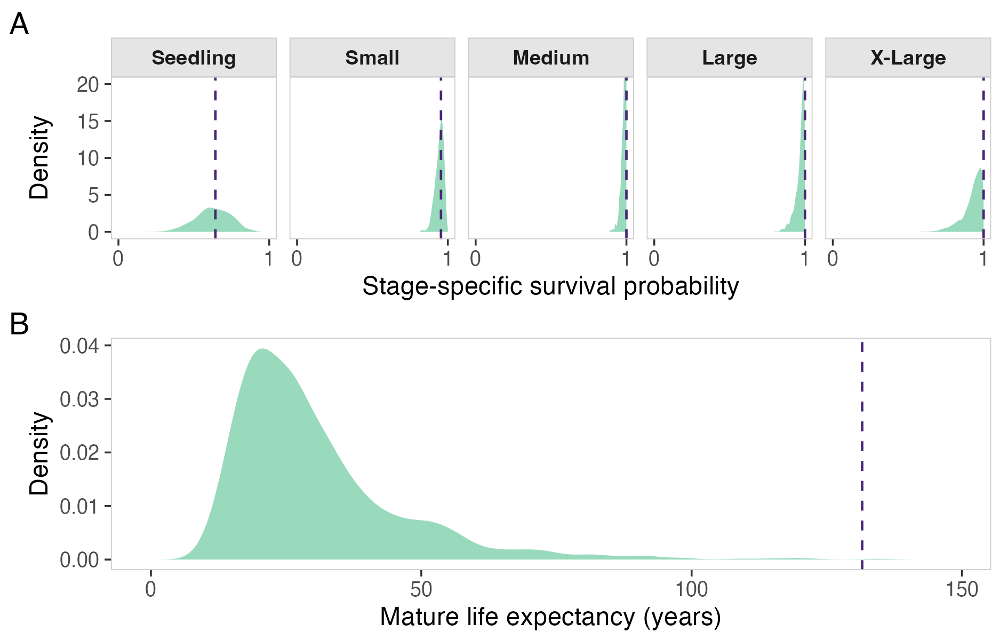 A
Seedling Small Medium Large X-Large
20
15
10
5
0
Density
0 1 0 1 0 1 0 1 0 1
Stage-specific survival probability
B
0.04
0.03
0.02
0.01
0.00
Density
0 50 100 150
Mature life expectancy (years)